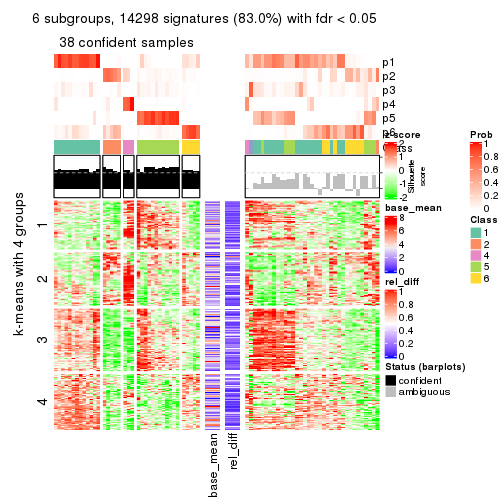 6 subgroups, 14298 signatures (83.0%) with fdr < 0.05
38 confident samples
p1
p2
p3
p4
p5
p6
Class
Silhouette
score
k-means with 4 groups
1
2
3
4
base_mean
rel_diff
z-score
2
1
0
-1
-2
base_mean
8
6
4
2
0
rel_diff
1
0.8
0.6
0.4
0.2
0
Status (barplots)
confident
ambiguous
Prob
1
0.8
0.6
0.4
0.2
0
Class
1
2
4
5
6